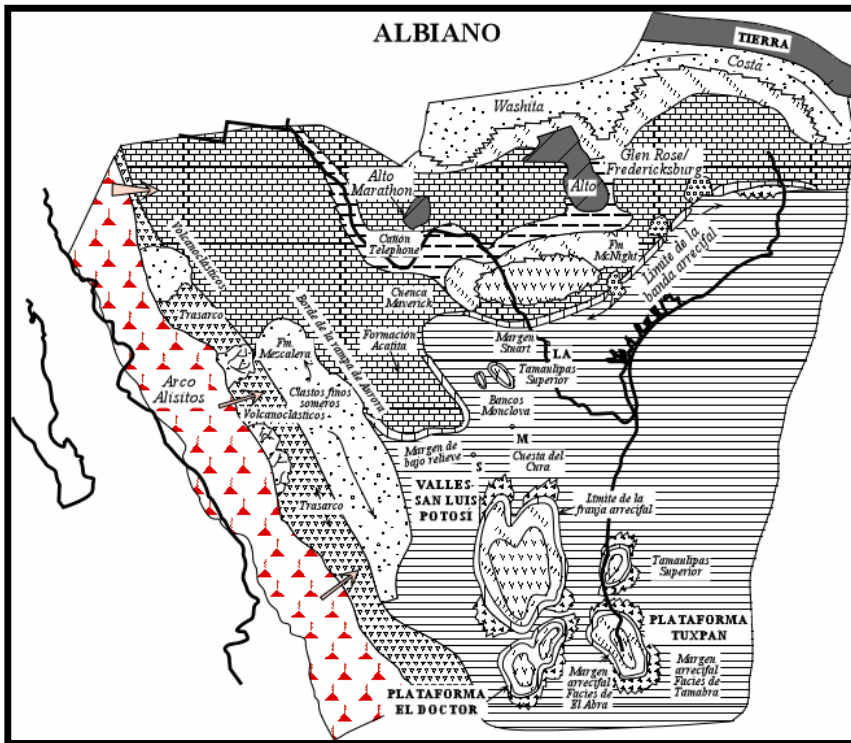 ALBIANO
TIERRA
Costa
Washita
Glen Rose/
Fredericksburg
Alto
Marathon
Alto
Cañón
Telephone
Fm
McNight
Límite de la
banda arrecifal
Volcanoclásticos
Cuenca
Maverick
Borde de la rampa de Aurora
Trasarco
Formación
Acatita
Margen
Stuart
LA
Fm.
Mezcalera
Tamaulipas
Superior
Arco
Alisitos
Clastos finos
someros
Bancos
Monclova
Volcanoclásticos
M
Margen de
bajo relieve
S
Cuesta del
Cura
VALLES-
SAN LUIS
POTOSÍ
Límite de la
franja arrecifal
Trasarco
Tamaulipas
Superior
PLATAFORMA
TUXPAN
PLATAFORMA
EL DOCTOR
Margen
arrecifal
Facies de
El Abra
Margen
arrecifal
Facies de
Tamabra